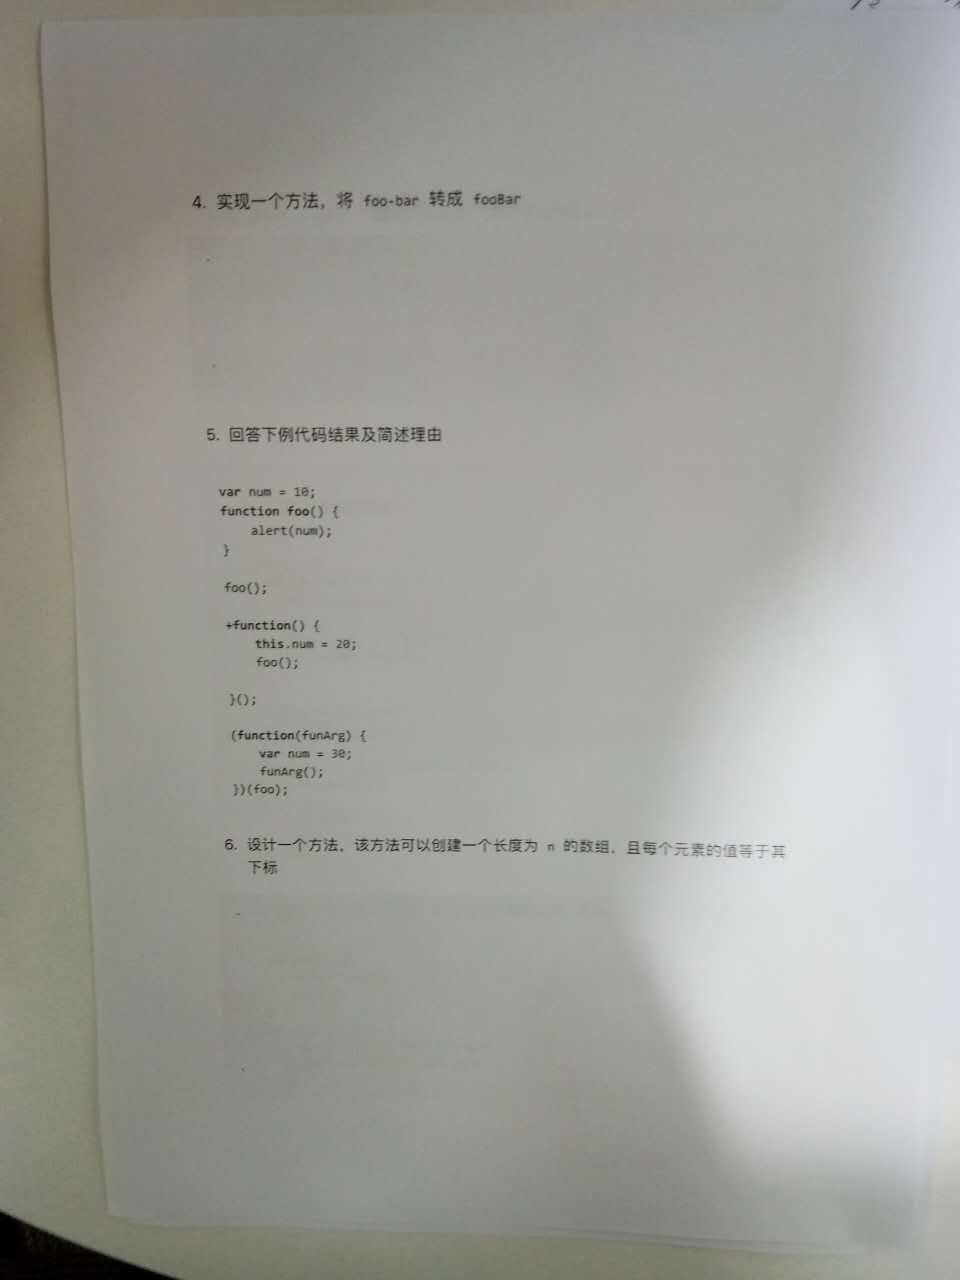 4. 实现一个方法，将 foo-bar 转成 fooBar
5. 回答下例代码结果及简述理由
var num = 10;
function foo() {
    alert(num);
}
foo();
+function() {
    this.num = 20;
    foo();
}();
(function(funArg) {
    var num = 30;
    funArg();
})(foo);
6. 设计一个方法，该方法可以创建一个长度为 n 的数组，且每个元素的值等于其
下标